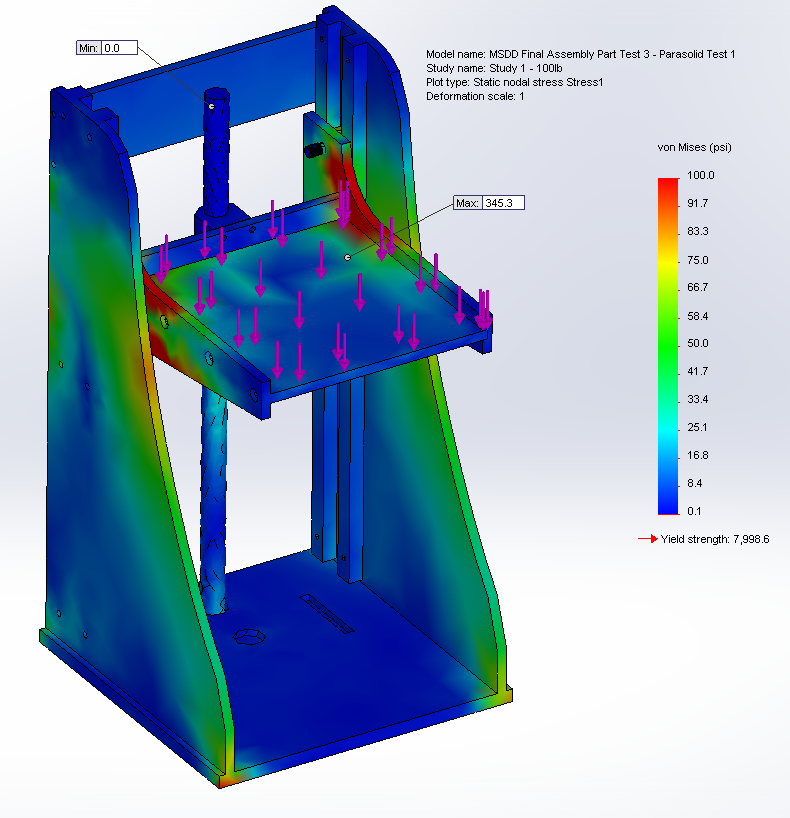 Min: 0.0
Model name: MSDD Final Assembly Part Test 3 - Parasolid Test 1
Study name: Study 1 - 100lb
Plot type: Static nodal stress Stress1
Deformation scale: 1
von Mises (psi)
100.0
91.7
83.3
75.0
66.7
58.4
50.0
41.7
33.4
25.1
16.8
8.4
0.1
Max: 345.3
Yield strength: 7,998.6